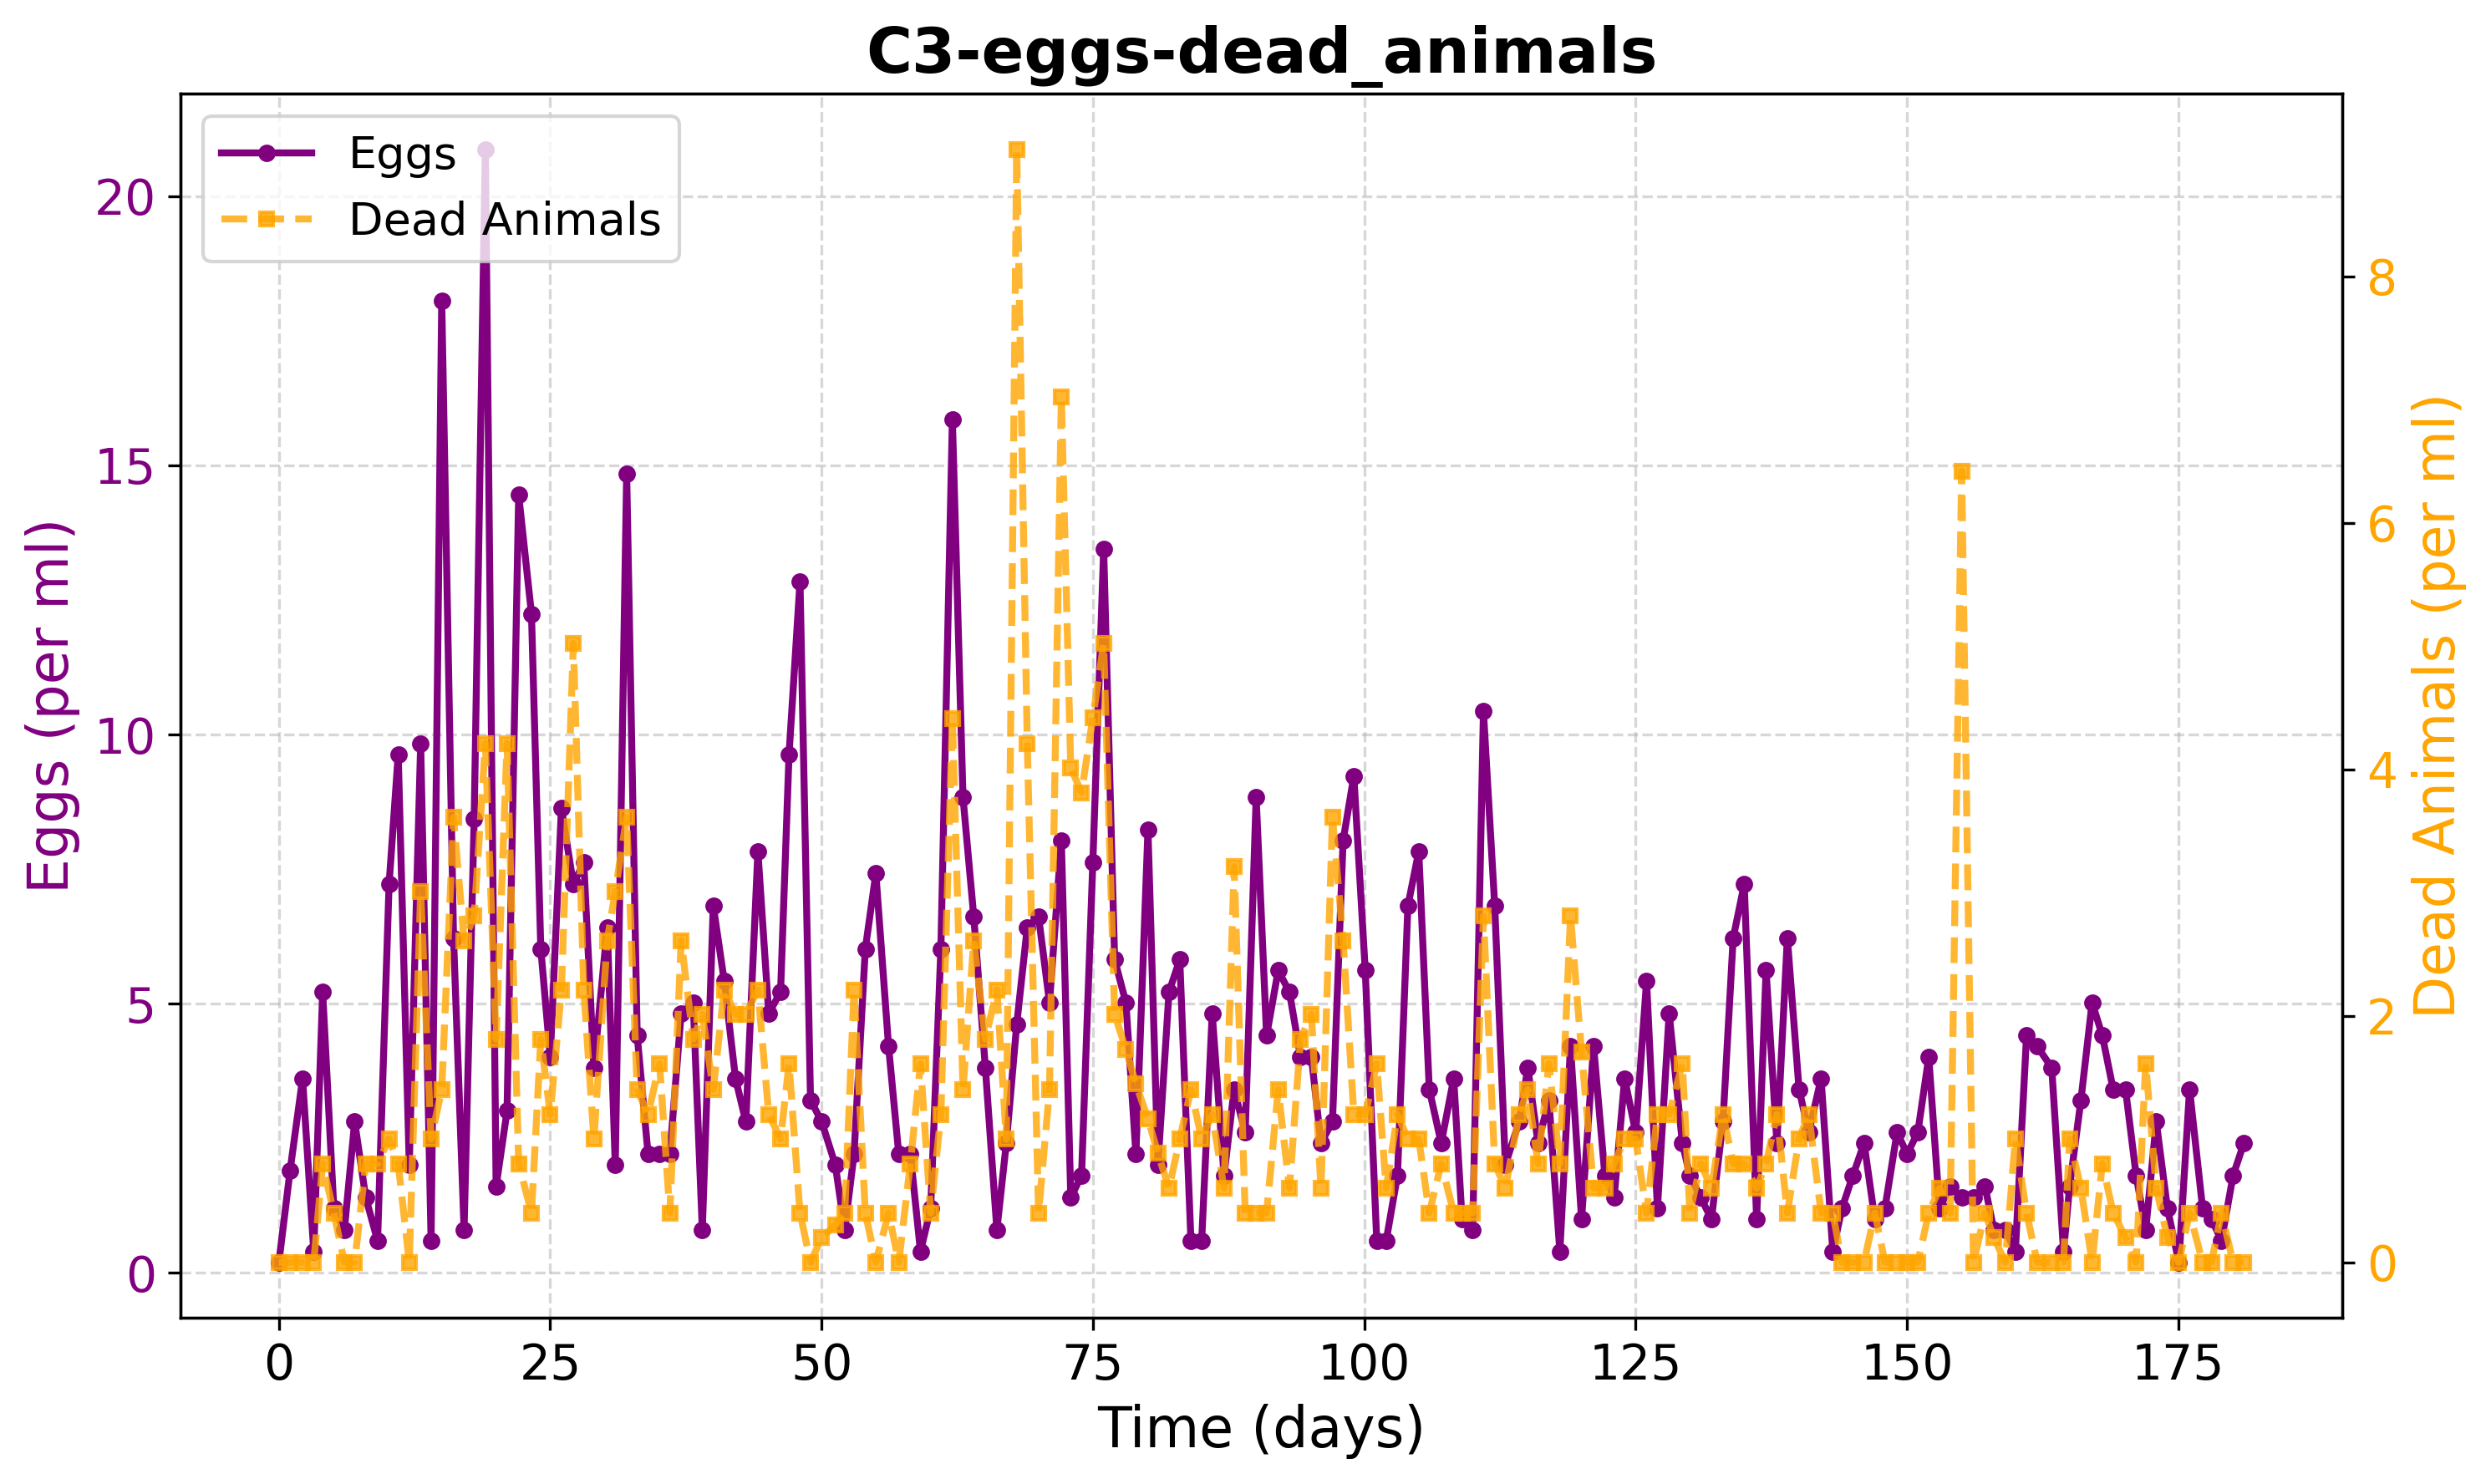 C3-eggs-dead_animals
Eggs
Dead Animals
Eggs (per ml)
20
15
10
5
0
8
6
4
2
0
Dead Animals (per ml)
0 25 50 75 100 125 150 175
Time (days)